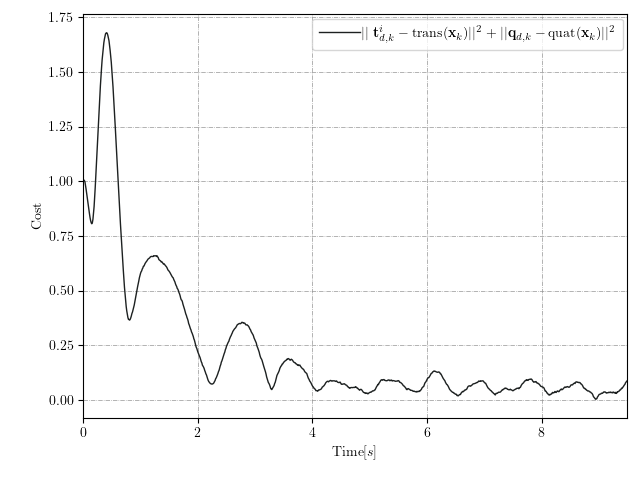 || t^i_{d,k} − trans(x_k)||² + ||q_{d,k} − quat(x_k)||²
1.75
1.50
1.25
1.00
0.75
0.50
0.25
0.00
Cost
0 2 4 6 8
Time[s]